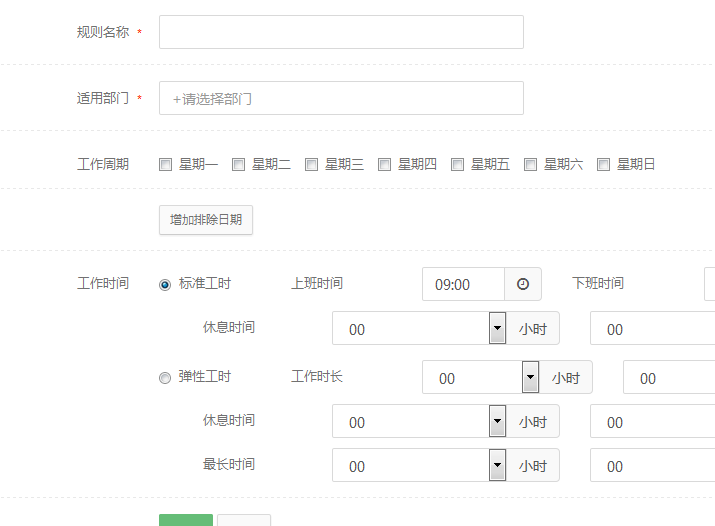 规则名称 *
适用部门 * +请选择部门
工作周期 星期一 星期二 星期三 星期四 星期五 星期六 星期日
增加排除日期
工作时间 标准工时 上班时间 09:00 下班时间
休息时间 00 小时 00
弹性工时 工作时长 00 小时 00
休息时间 00 小时 00
最长时间 00 小时 00